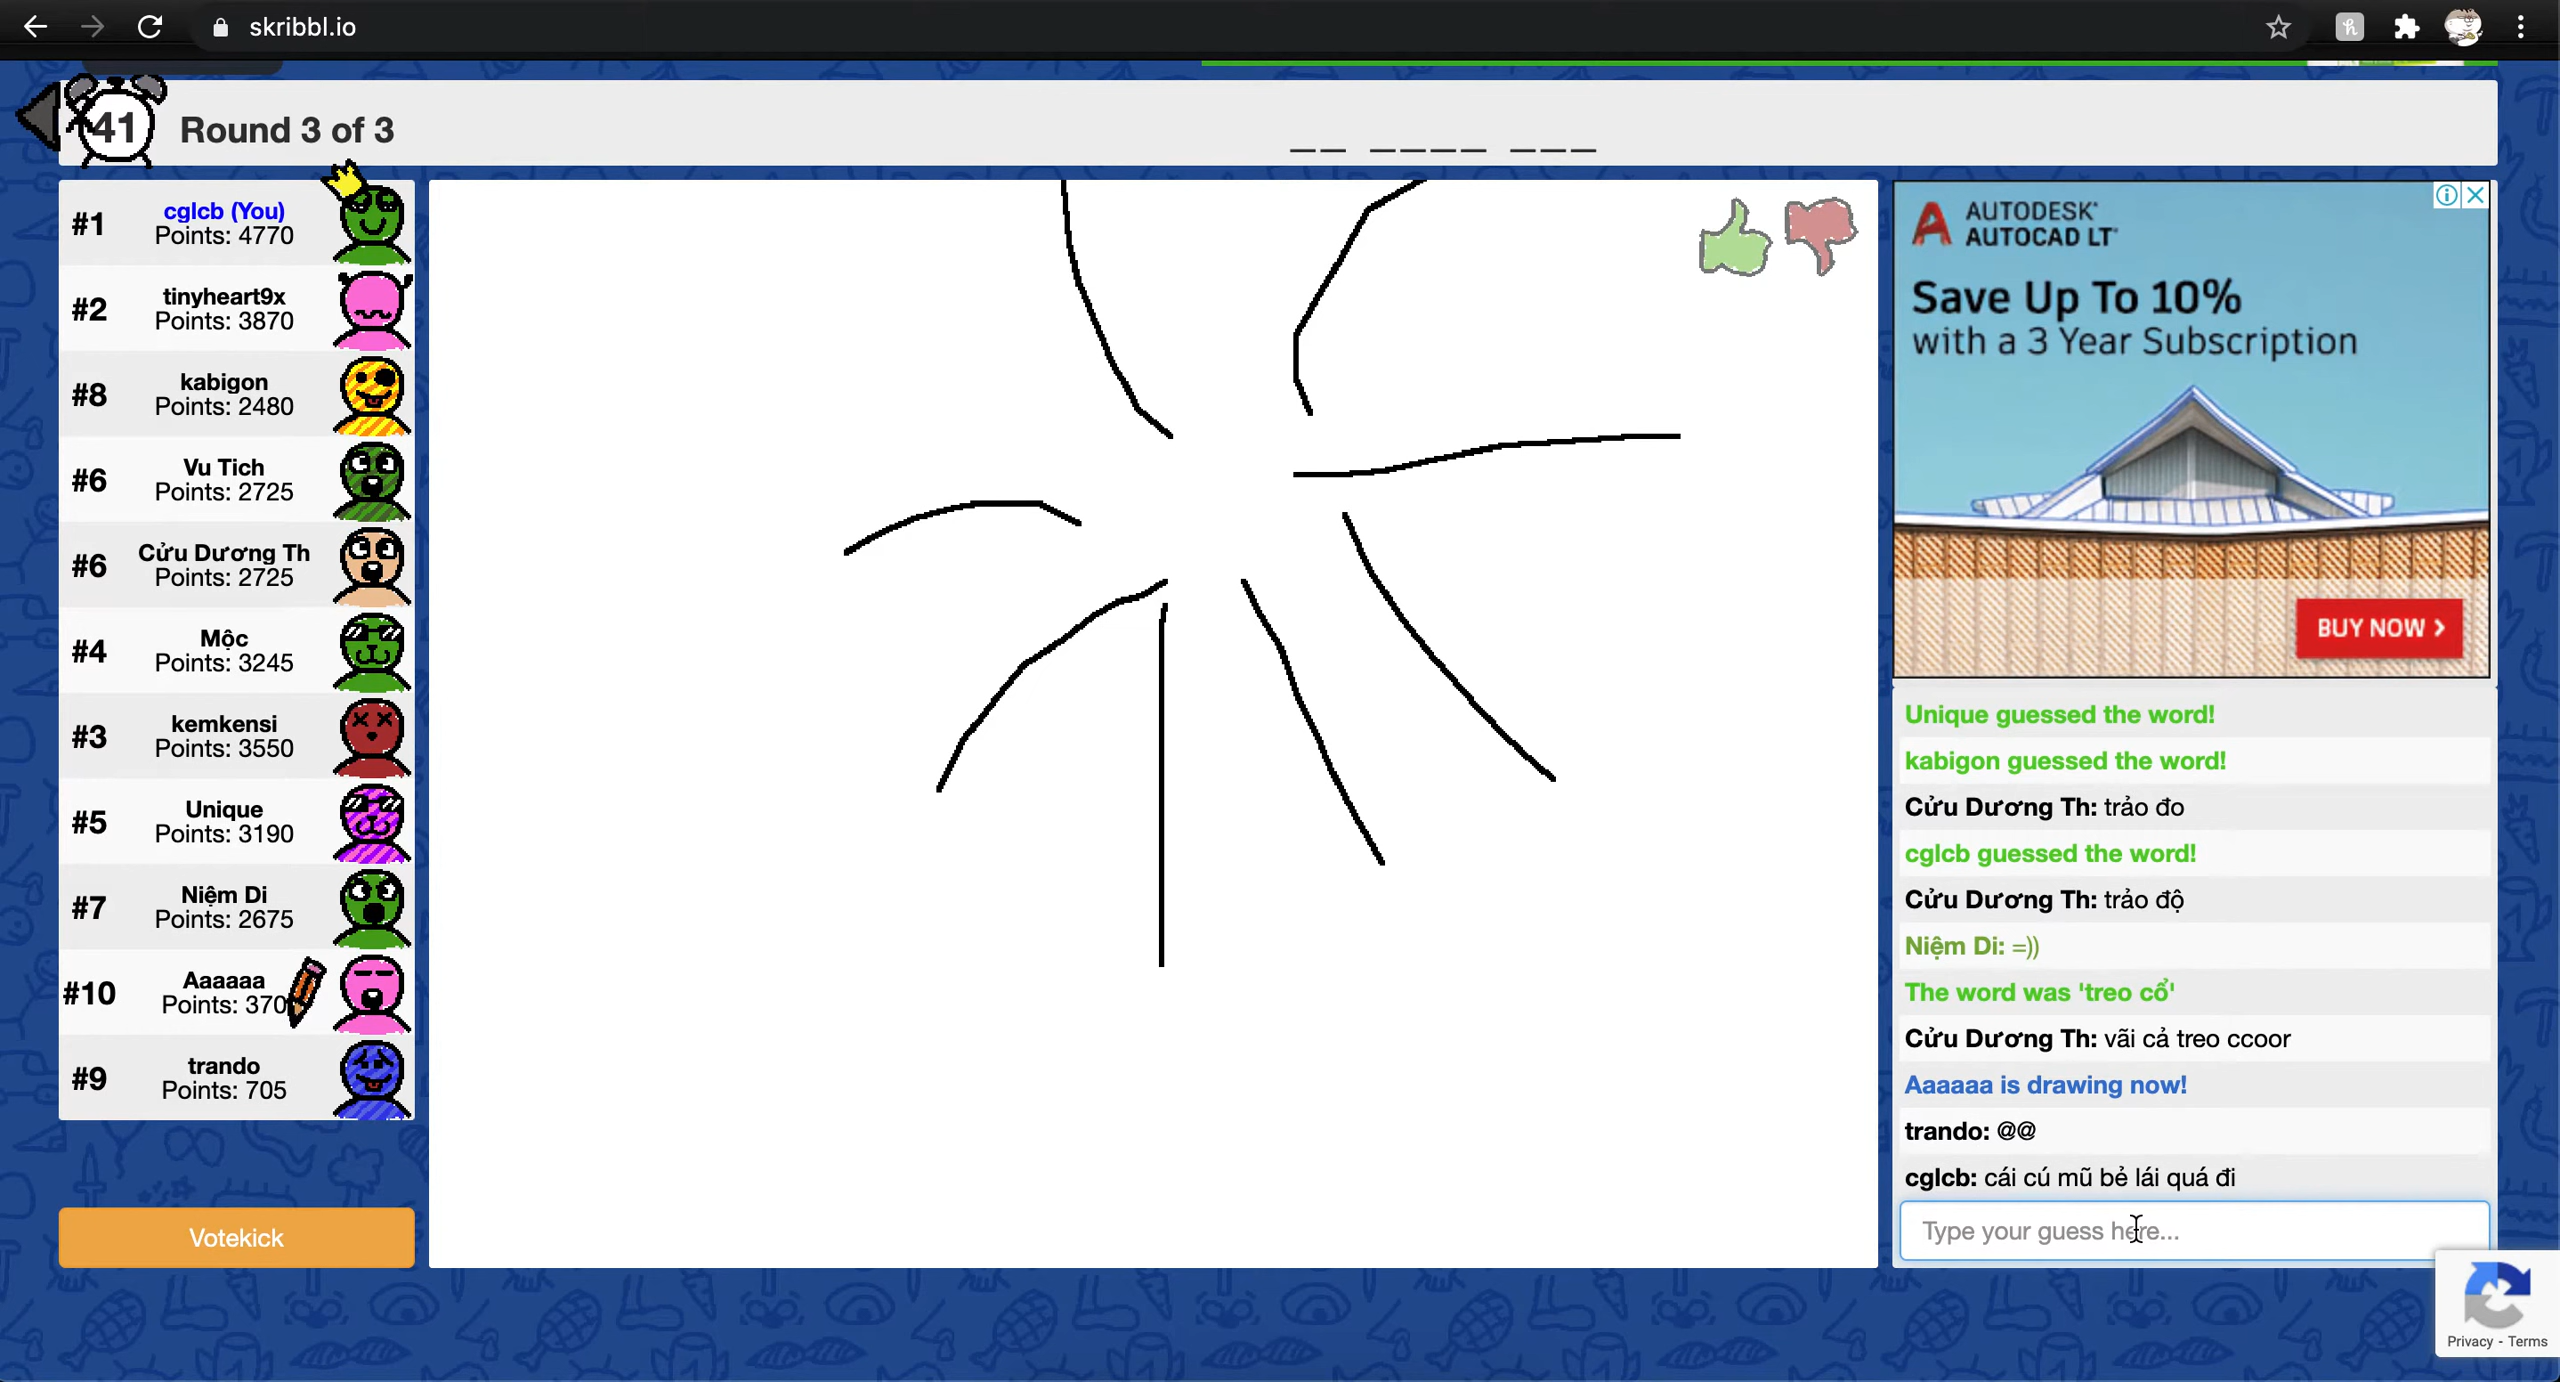 skribbl.io
41
Round 3 of 3
__ ____ ___
#1
cglcb (You)
Points: 4770
#2
tinyheart9x
Points: 3870
#8
kabigon
Points: 2480
#6
Vu Tich
Points: 2725
#6
Cửu Dương Th
Points: 2725
#4
Mộc
Points: 3245
#3
kemkensi
Points: 3550
#5
Unique
Points: 3190
#7
Niệm Di
Points: 2675
#10
Aaaaaa
Points: 370
#9
trando
Points: 705
Votekick
AUTODESK®
AUTOCAD LT®
Save Up To 10%
with a 3 Year Subscription
BUY NOW >
Unique guessed the word!
kabigon guessed the word!
Cửu Dương Th: trảo đo
cglcb guessed the word!
Cửu Dương Th: trảo độ
Niệm Di: =))
The word was 'treo cổ'
Cửu Dương Th: vãi cả treo ccoor
Aaaaaa is drawing now!
trando: @@
cglcb: cái cú mũ bẻ lái quá đi
Type your guess here...
Privacy - Terms